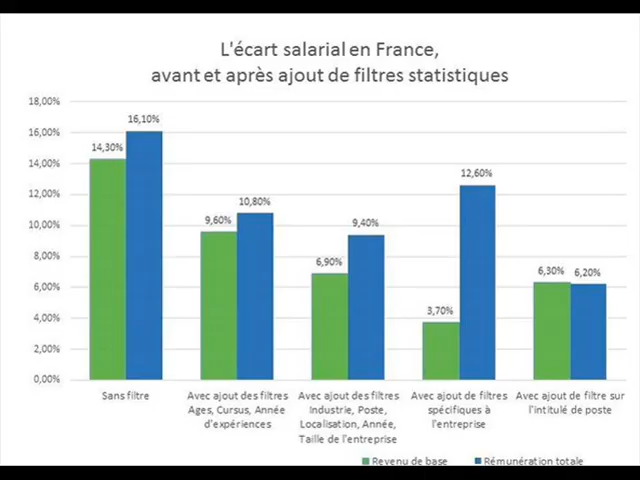 L'écart salarial en France,
avant et après ajout de filtres statistiques
18,00%
16,00%
14,00%
12,00%
10,00%
8,00%
6,00%
4,00%
2,00%
0,00%
14,30%
16,10%
9,60%
10,80%
6,90%
9,40%
3,70%
12,60%
6,30%
6,20%
Sans filtre
Avec ajout des filtres
Ages, Cursus, Année
d'expériences
Avec ajout des filtres
Industrie, Poste,
Localisation, Année,
Taille de l'entreprise
Avec ajout de filtres
spécifiques à
l'entreprise
Avec ajout de filtre sur
l'intitulé de poste
Revenu de base
Rémunération totale